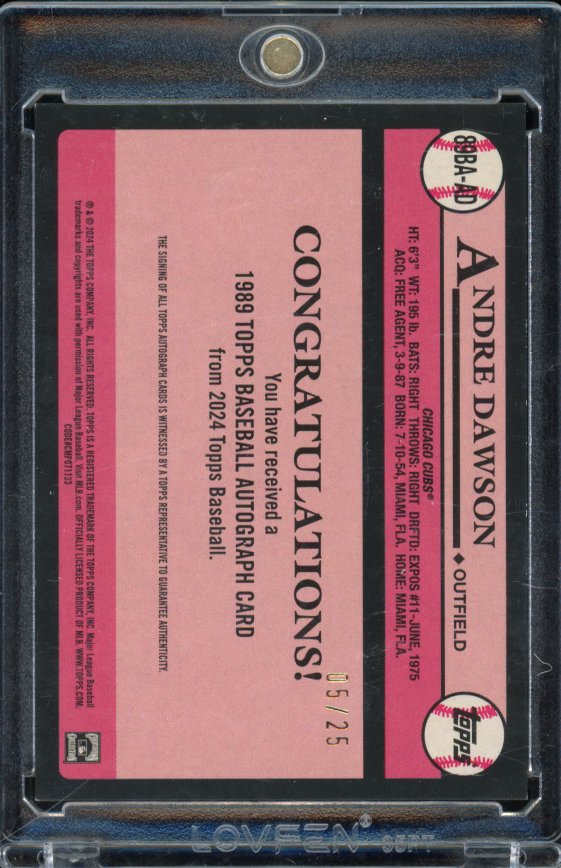 89BA-AD
ANDRE DAWSON ◆ OUTFIELD
topps®
CHICAGO CUBS®
HT: 6'3" WT: 195 lb. BATS: RIGHT THROWS: RIGHT DRFTD: EXPOS #11-JUNE, 1975
ACQ: FREE AGENT, 3-9-87 BORN: 7-10-54, MIAMI, FLA. HOME: MIAMI, FLA.
05/25
CONGRATULATIONS!
You have received a
1989 TOPPS BASEBALL AUTOGRAPH CARD
from 2024 Topps Baseball.
THE SIGNING OF ALL TOPPS AUTOGRAPH CARDS IS WITNESSED BY A TOPPS REPRESENTATIVE TO GUARANTEE AUTHENTICITY.
® & © 2024 THE TOPPS COMPANY, INC. ALL RIGHTS RESERVED. TOPPS IS A REGISTERED TRADEMARK OF THE TOPPS COMPANY, INC. Major League Baseball
trademarks and copyrights are used with permission of Major League Baseball. Visit MLB.com. OFFICIALLY LICENSED PRODUCT OF MLB. WWW.TOPPS.COM.
CODE#CMP071123
LOVEEN® 35PT